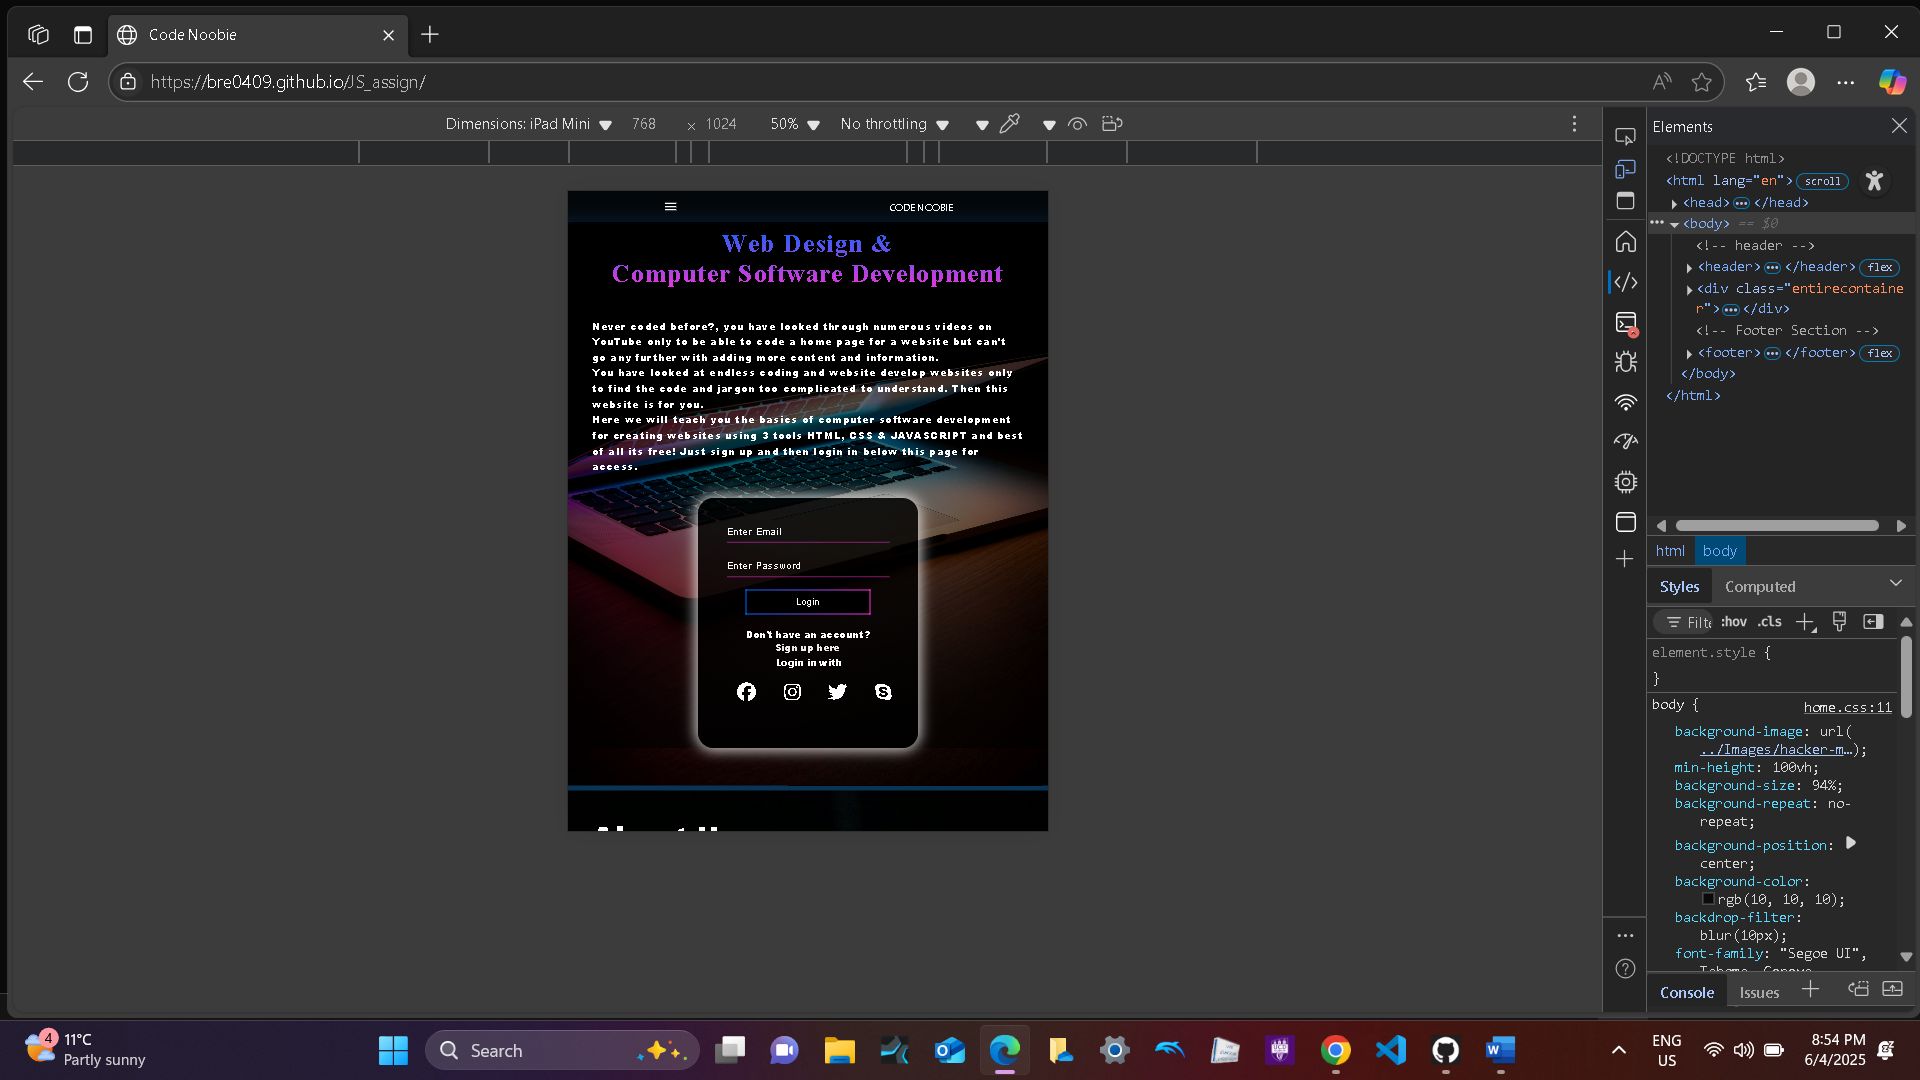 Code Noobie
https://bre0409.github.io/JS_assign/
Dimensions: iPad Mini 768 × 1024 50% No throttling
CODE NOOBIE
Web Design &
Computer Software Development
Never coded before?, you have looked through numerous videos on
YouTube only to be able to code a home page for a website but can't
go any further with adding more content and information.
You have looked at endless coding and website develop websites only
to find the code and jargon too complicated to understand. Then this
website is for you.
Here we will teach you the basics of computer software development
for creating websites using 3 tools HTML, CSS & JAVASCRIPT and best
of all its free! Just sign up and then login in below this page for
access.
Enter Email
Enter Password
Login
Don't have an account?
Sign up here
Login in with
Elements
<!DOCTYPE html>
<html lang="en"> scroll
<head> ••• </head>
••• <body> == $0
<!-- header -->
<header> ••• </header> flex
<div class="entirecontaine
r"> ••• </div>
<!-- Footer Section -->
<footer> ••• </footer> flex
</body>
</html>
html body
Styles Computed
Filte :hov .cls
element.style {
}
body { home.css:11
background-image: url(
../Images/hacker-m…);
min-height: 100vh;
background-size: 94%;
background-repeat: no-
repeat;
background-position:
center;
background-color:
rgb(10, 10, 10);
backdrop-filter:
blur(10px);
font-family: "Segoe UI",
Console Issues
4
11°C
Partly sunny
Search
ENG
US
8:54 PM
6/4/2025